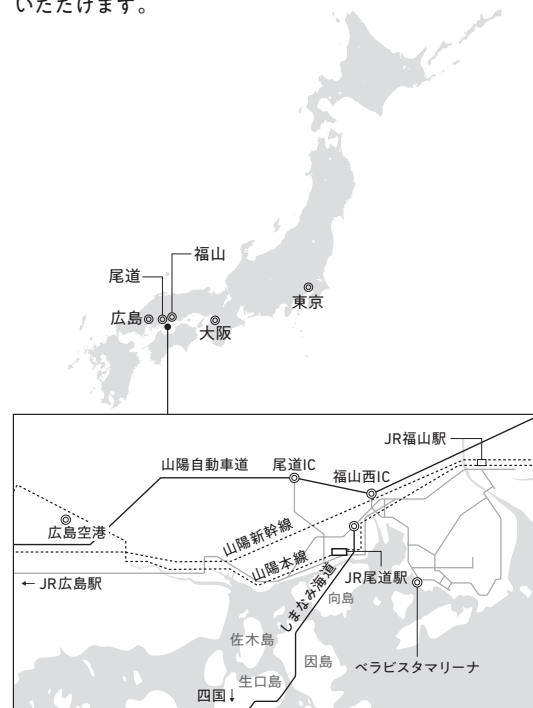 いただけます。
福山
尾道
東京
広島
大阪
JR福山駅
山陽自動車道
尾道IC
福山西IC
広島空港
山陽新幹線
山陽本線
← JR広島駅
JR尾道駅
しまなみ海道
向島
佐木島
因島
ベラビスタマリーナ
生口島
四国↓